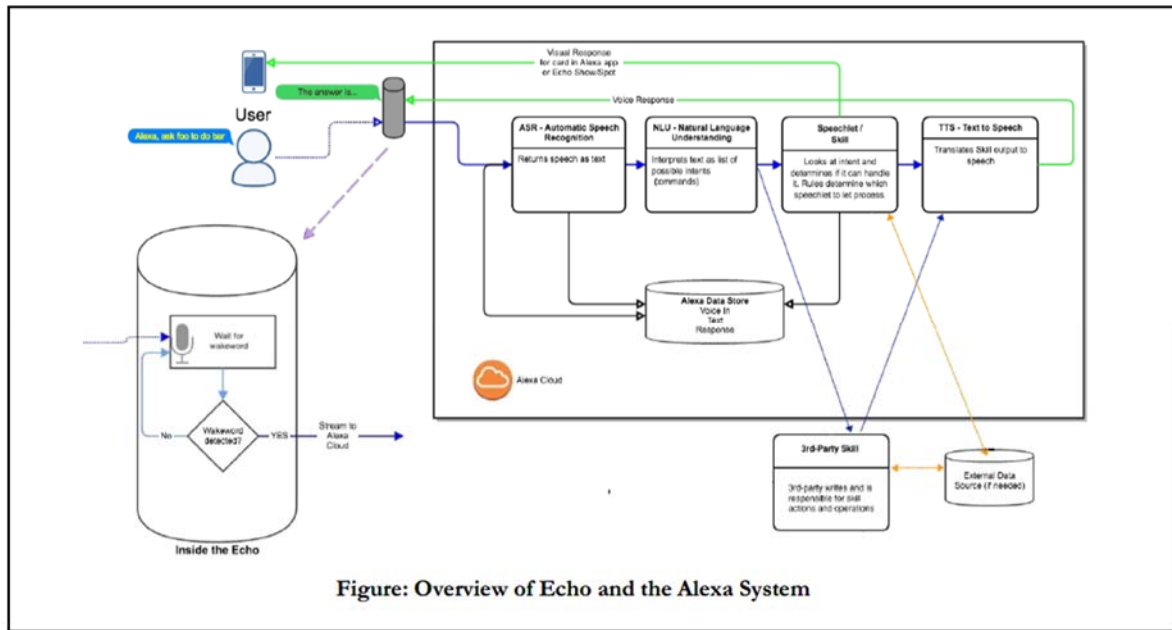 Visual Response
for card in Alexa app
or Echo Show/Spot
The answer is...
Voice Response
User
Alexa, ask foo to do bar
ASR - Automatic Speech
Recognition
Returns speech as text
NLU - Natural Language
Understanding
Interprets text as list of
possible intents
(commands)
Speechlet /
Skill
Looks at intent and
determines if it can handle
it. Rules determine which
speechlet to let process.
TTS - Text to Speech
Translates Skill output to
speech
Alexa Data Store
Voice In
Text
Response
Alexa Cloud
Wait for
wakeword
Wakeword
detected?
No
YES
Stream to
Alexa
Cloud
Inside the Echo
3rd-Party Skill
3rd-party writes and is
responsible for skill
actions and operations
External Data
Source (if needed)
Figure: Overview of Echo and the Alexa System